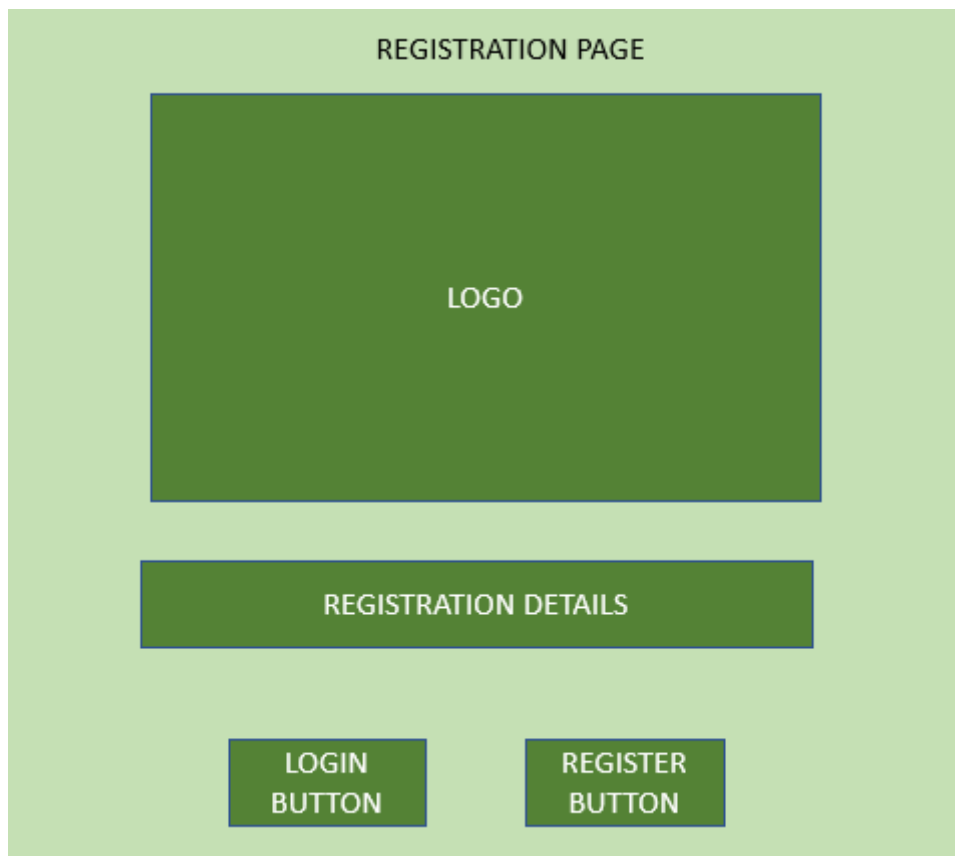 REGISTRATION PAGE
LOGO
REGISTRATION DETAILS
LOGIN
BUTTON
REGISTER
BUTTON